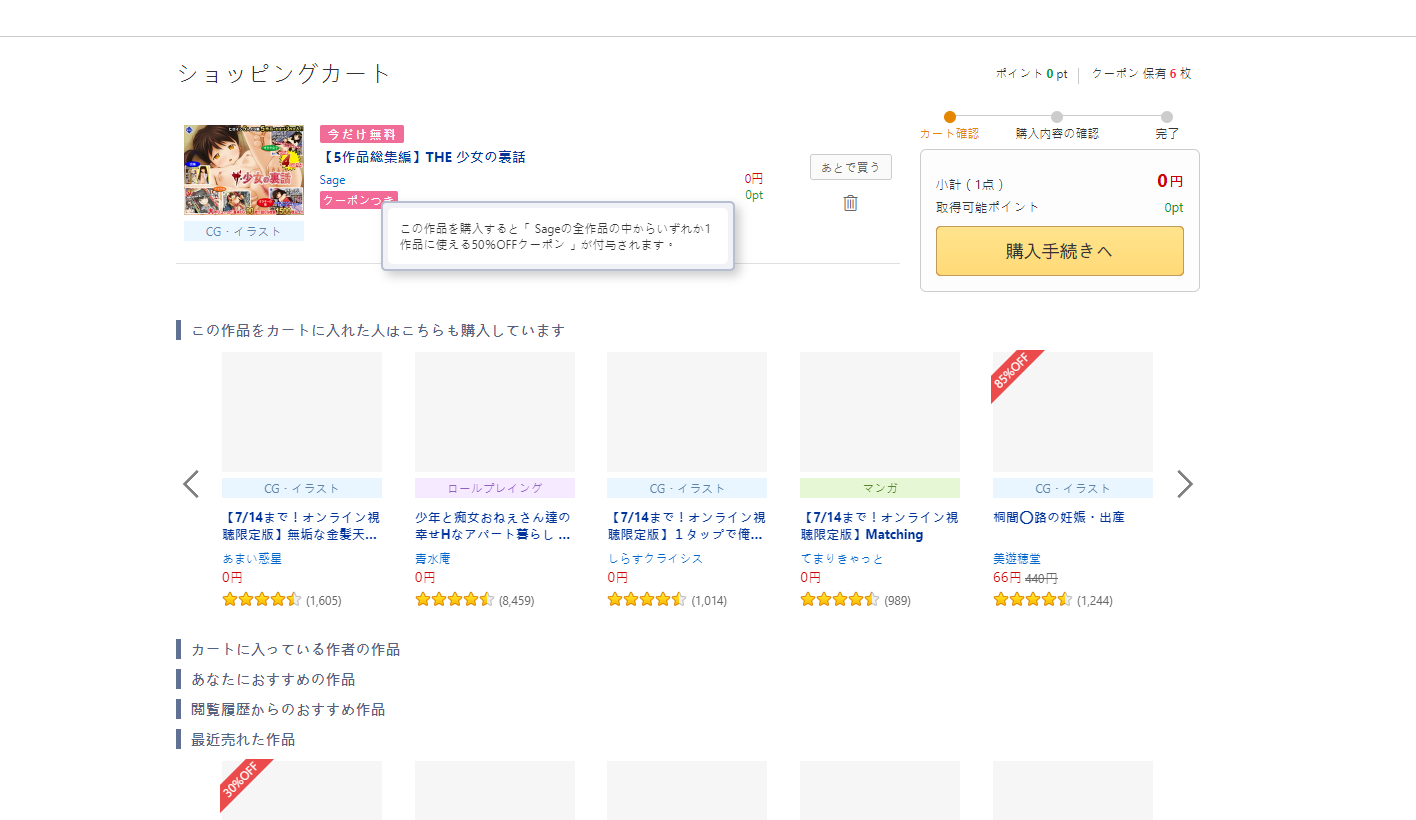 ショッピングカート
ポイント 0 pt
クーポン 保有 6 枚
今だけ無料
【5作品総集編】THE 少女の裏話
Sage
クーポンつき
CG・イラスト
0円
0pt
あとで買う
この作品を購入すると「 Sageの全作品の中からいずれか1
作品に使える50%OFFクーポン 」が付与されます。
カート確認
購入内容の確認
完了
小計 ( 1点 )
0円
取得可能ポイント
0pt
購入手続きへ
この作品をカートに入れた人はこちらも購入しています
85%OFF
CG・イラスト
ロールプレイング
CG・イラスト
マンガ
CG・イラスト
【7/14まで！オンライン視
聴限定版】無垢な金髪天...
あまい惑星
0円
(1,605)
少年と痴女おねぇさん達の
幸せHなアパート暮らし ...
青水庵
0円
(8,459)
【7/14まで！オンライン視
聴限定版】１タップで俺...
しらすクライシス
0円
(1,014)
【7/14まで！オンライン視
聴限定版】Matching
てまりきゃっと
0円
(989)
桐間〇路の妊娠・出産
美遊穂堂
66円 440円
(1,244)
カートに入っている作者の作品
あなたにおすすめの作品
閲覧履歴からのおすすめ作品
最近売れた作品
30%OFF